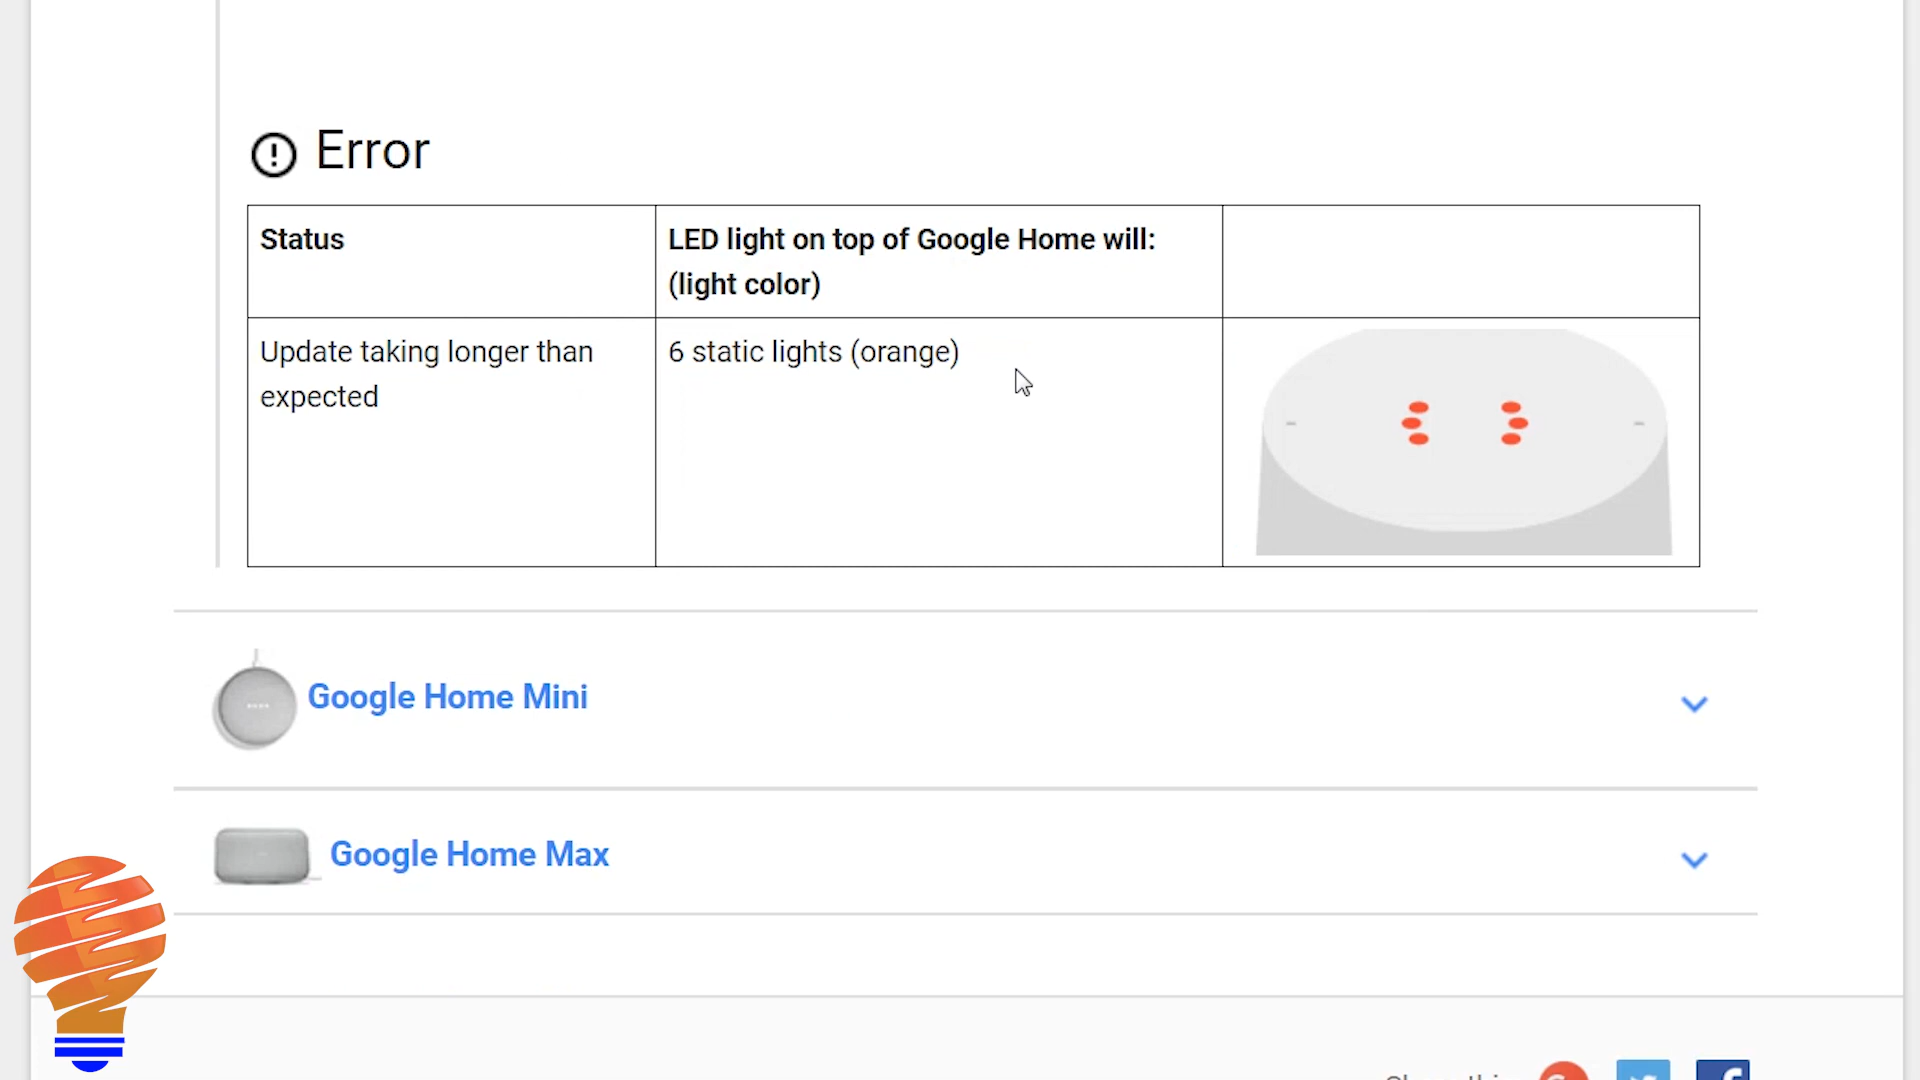 Error
Status
LED light on top of Google Home will:
(light color)
Update taking longer than
expected
6 static lights (orange)
Google Home Mini
Google Home Max